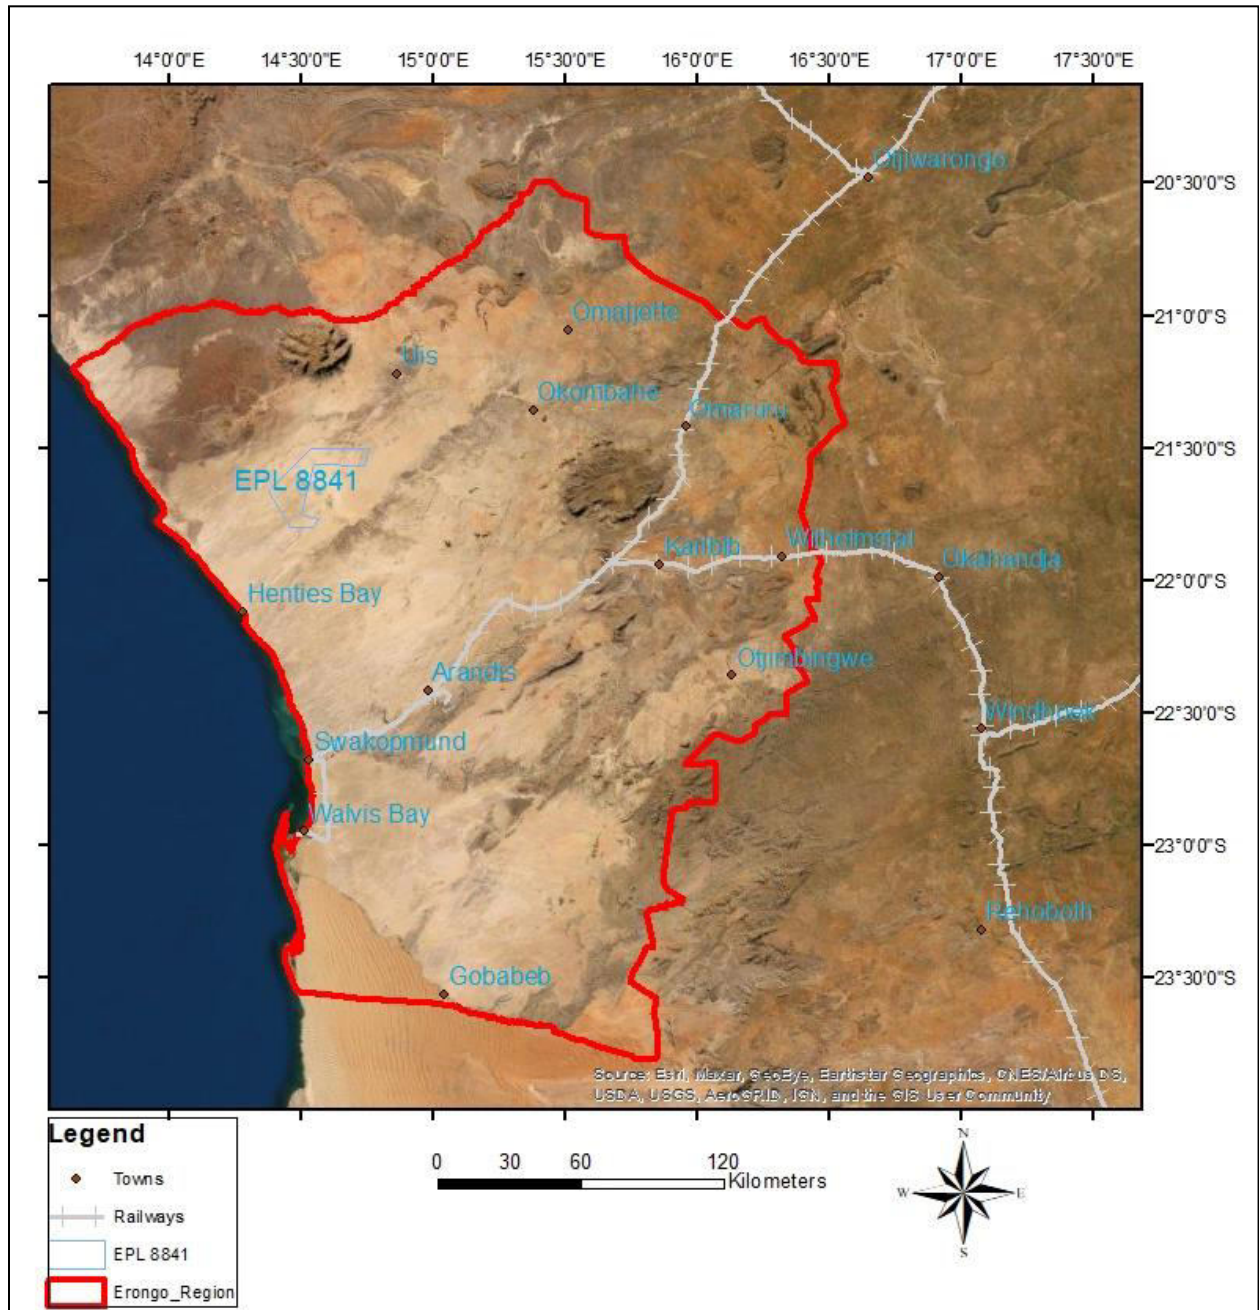 14°0'0"E 14°30'0"E 15°0'0"E 15°30'0"E 16°0'0"E 16°30'0"E 17°0'0"E 17°30'0"E
Otjiwarongo
20°30'0"S
21°0'0"S
Omatjette
Uis
Okombahe
Omaruru
21°30'0"S
EPL 8841
Karibib
Wilhelmstal
Okahandja
22°0'0"S
Henties Bay
Arandis
Otjimbingwe
22°30'0"S
Windhoek
Swakopmund
Walvis Bay
23°0'0"S
Rehoboth
Gobabeb
23°30'0"S
Source: Esri, Maxar, GeoEye, Earthstar Geographics, CNES/Airbus DS,
USDA, USGS, AeroGRID, IGN, and the GIS User Community
Legend
Towns
Railways
EPL 8841
Erongo_Region
0 30 60 120
Kilometers
N
W E
S